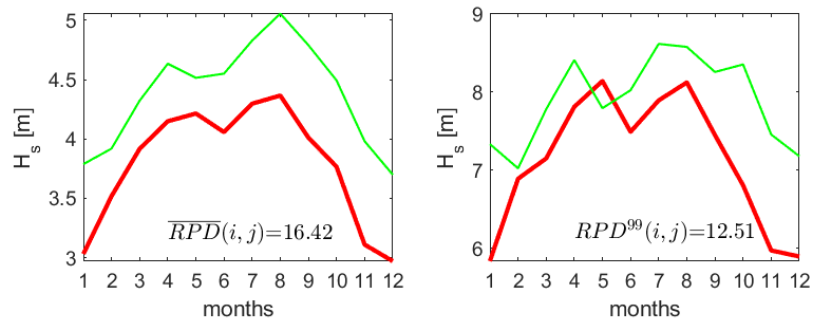 5
4.5
4
3.5
3
H_s [m]
$\overline{RPD}(i,j)$=16.42
1 2 3 4 5 6 7 8 9 10 11 12
months
9
8
7
6
H_s [m]
$RPD^{99}(i,j)$=12.51
1 2 3 4 5 6 7 8 9 10 11 12
months